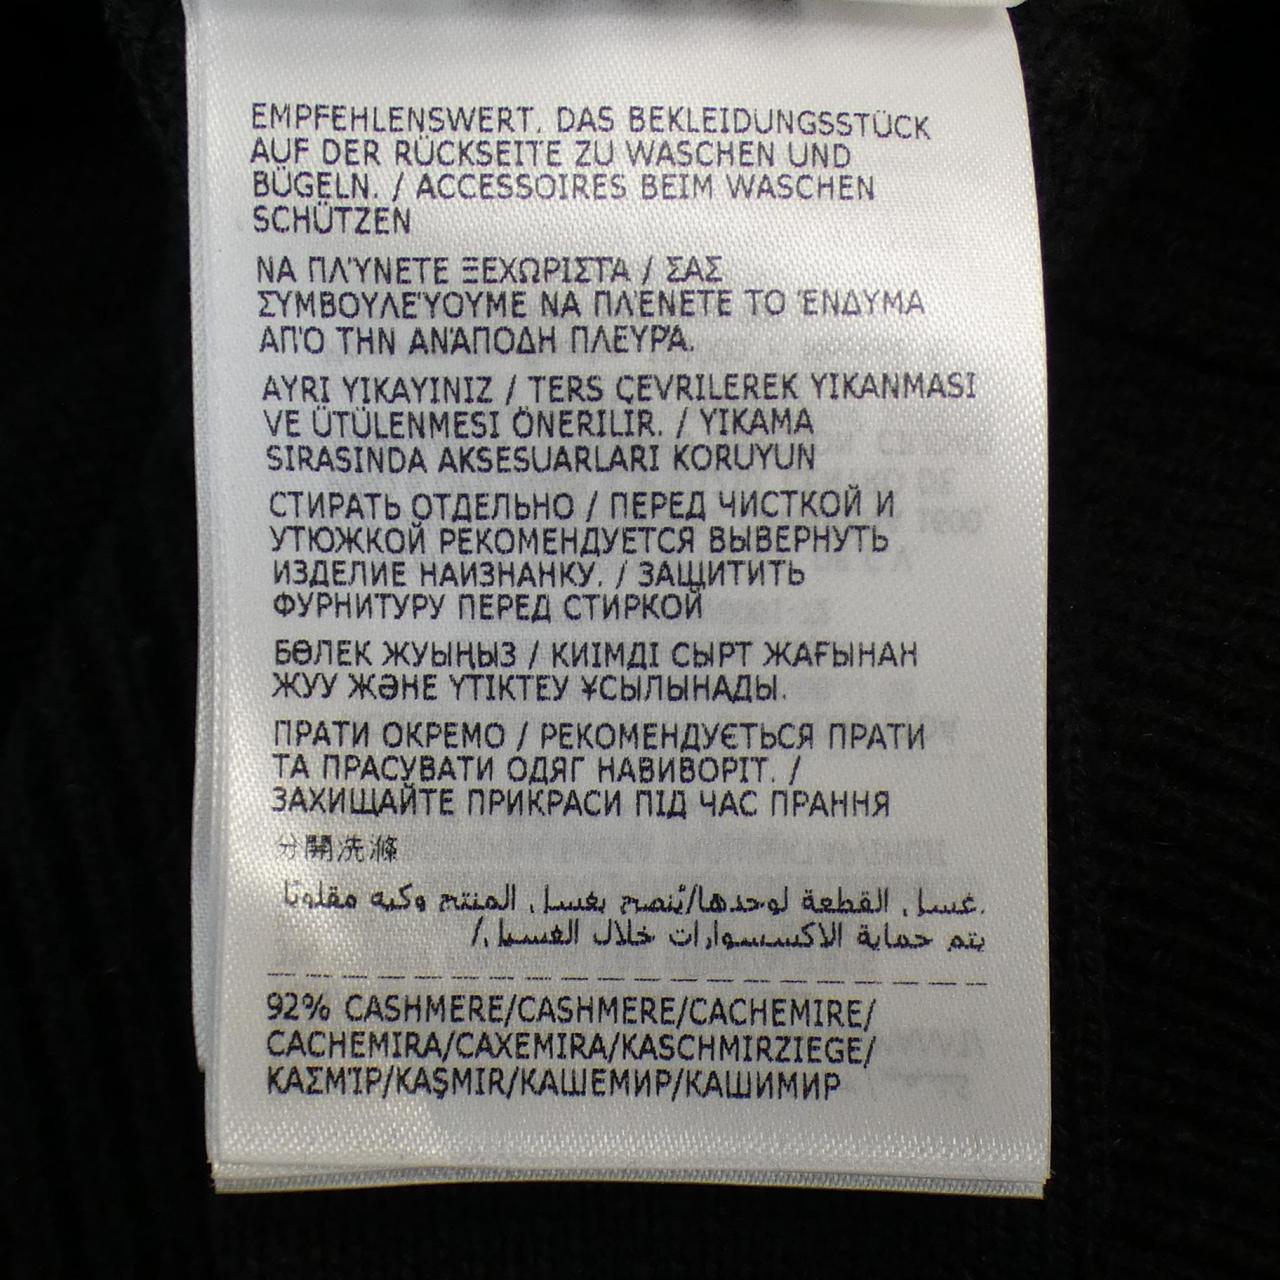 EMPFEHLENSWERT. DAS BEKLEIDUNGSSTÜCK
AUF DER RÜCKSEITE ZU WASCHEN UND
BÜGELN. / ACCESSOIRES BEIM WASCHEN
SCHÜTZEN
ΝΑ ΠΛΎΝΕΤΕ ΞΕΧΩΡΙΣΤΑ / ΣΑΣ
ΣΥΜΒΟΥΛΕΎΟΥΜΕ ΝΑ ΠΛΈΝΕΤΕ ΤΟ ΈΝΔΥΜΑ
ΑΠΌ ΤΗΝ ΑΝΆΠΟΔΗ ΠΛΕΥΡΆ.
AYRI YIKAYINIZ / TERS ÇEVRILEREK YIKANMASI
VE ÜTÜLENMESI ÖNERILIR. / YIKAMA
SIRASINDA AKSESUARLARI KORUYUN
СТИРАТЬ ОТДЕЛЬНО / ПЕРЕД ЧИСТКОЙ И
УТЮЖКОЙ РЕКОМЕНДУЕТСЯ ВЫВЕРНУТЬ
ИЗДЕЛИЕ НАИЗНАНКУ. / ЗАЩИТИТЬ
ФУРНИТУРУ ПЕРЕД СТИРКОЙ
БӨЛЕК ЖУЫҢЫЗ / КИІМДІ СЫРТ ЖАҒЫНАН
ЖУУ ЖӘНЕ ҮТІКТЕУ ¥СЫЛЫНАДЫ.
ПРАТИ ОКРЕМО / РЕКОМЕНДУЄТЬСЯ ПРАТИ
ТА ПРАСУВАТИ ОДЯГ НАВИВОРІТ. /
ЗАХИЩАЙТЕ ПРИКРАСИ ПІД ЧАС ПРАННЯ
分開洗滌
غسل القطعة لوحدها/يُنصح بغسل المنتج وكيه مقلوبًا.
يتم حماية الاكسسوارات خلال الغسيل./
92% CASHMERE/CASHMERE/CACHEMIRE/
CACHEMIRA/CAXEMIRA/KASCHMIRZIEGE/
ΚΑΣΜΊΡ/KAŞMIR/КАШЕМИР/КАШИМИР